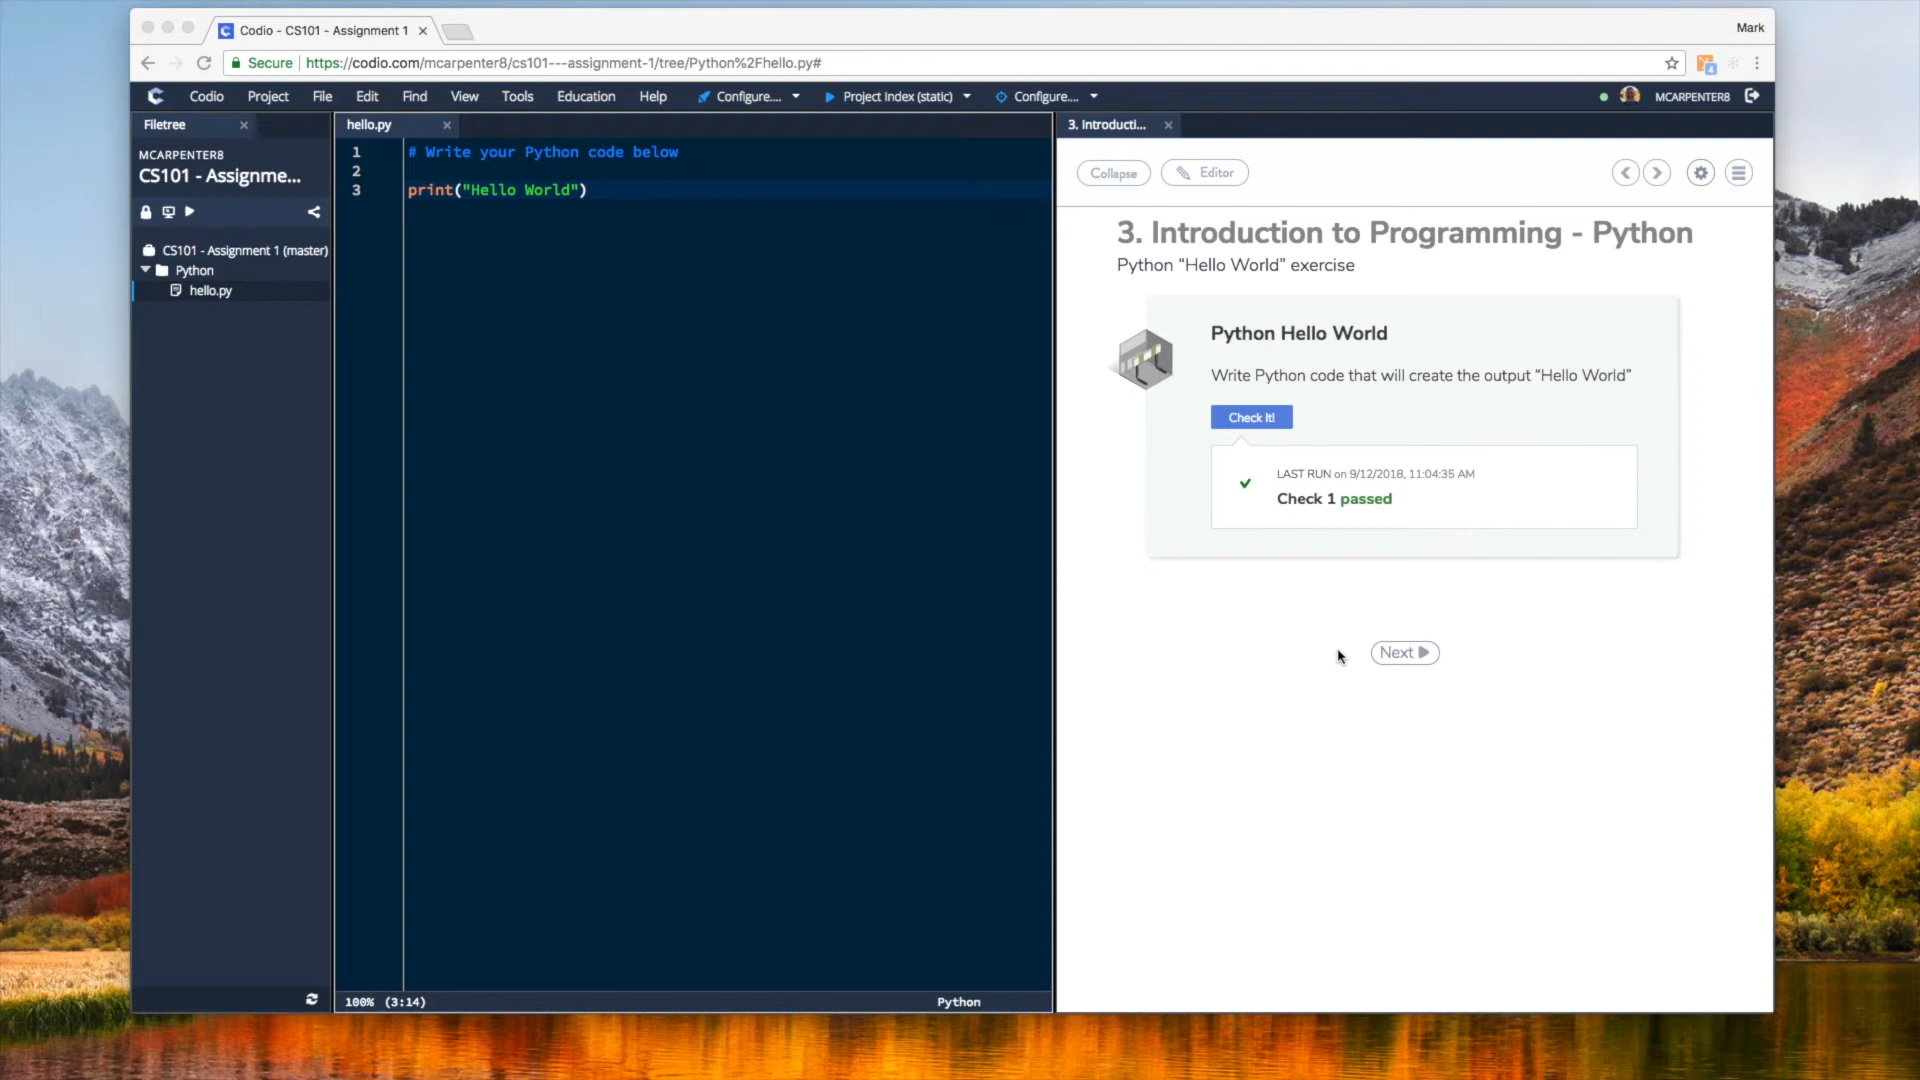 Codio - CS101 - Assignment 1
Mark
Secure https://codio.com/mcarpenter8/cs101---assignment-1/tree/Python%2Fhello.py#
4
Codio Project File Edit Find View Tools Education Help Configure.... Project Index (static) Configure.... MCARPENTER8
Filetree
MCARPENTER8
CS101 - Assignme...
CS101 - Assignment 1 (master)
Python
hello.py
hello.py
1 # Write your Python code below
2
3 print("Hello World")
100% (3:14) Python
3. Introducti...
Collapse Editor
3. Introduction to Programming - Python
Python “Hello World” exercise
Python Hello World
Write Python code that will create the output “Hello World”
Check It!
LAST RUN on 9/12/2018, 11:04:35 AM
Check 1 passed
Next